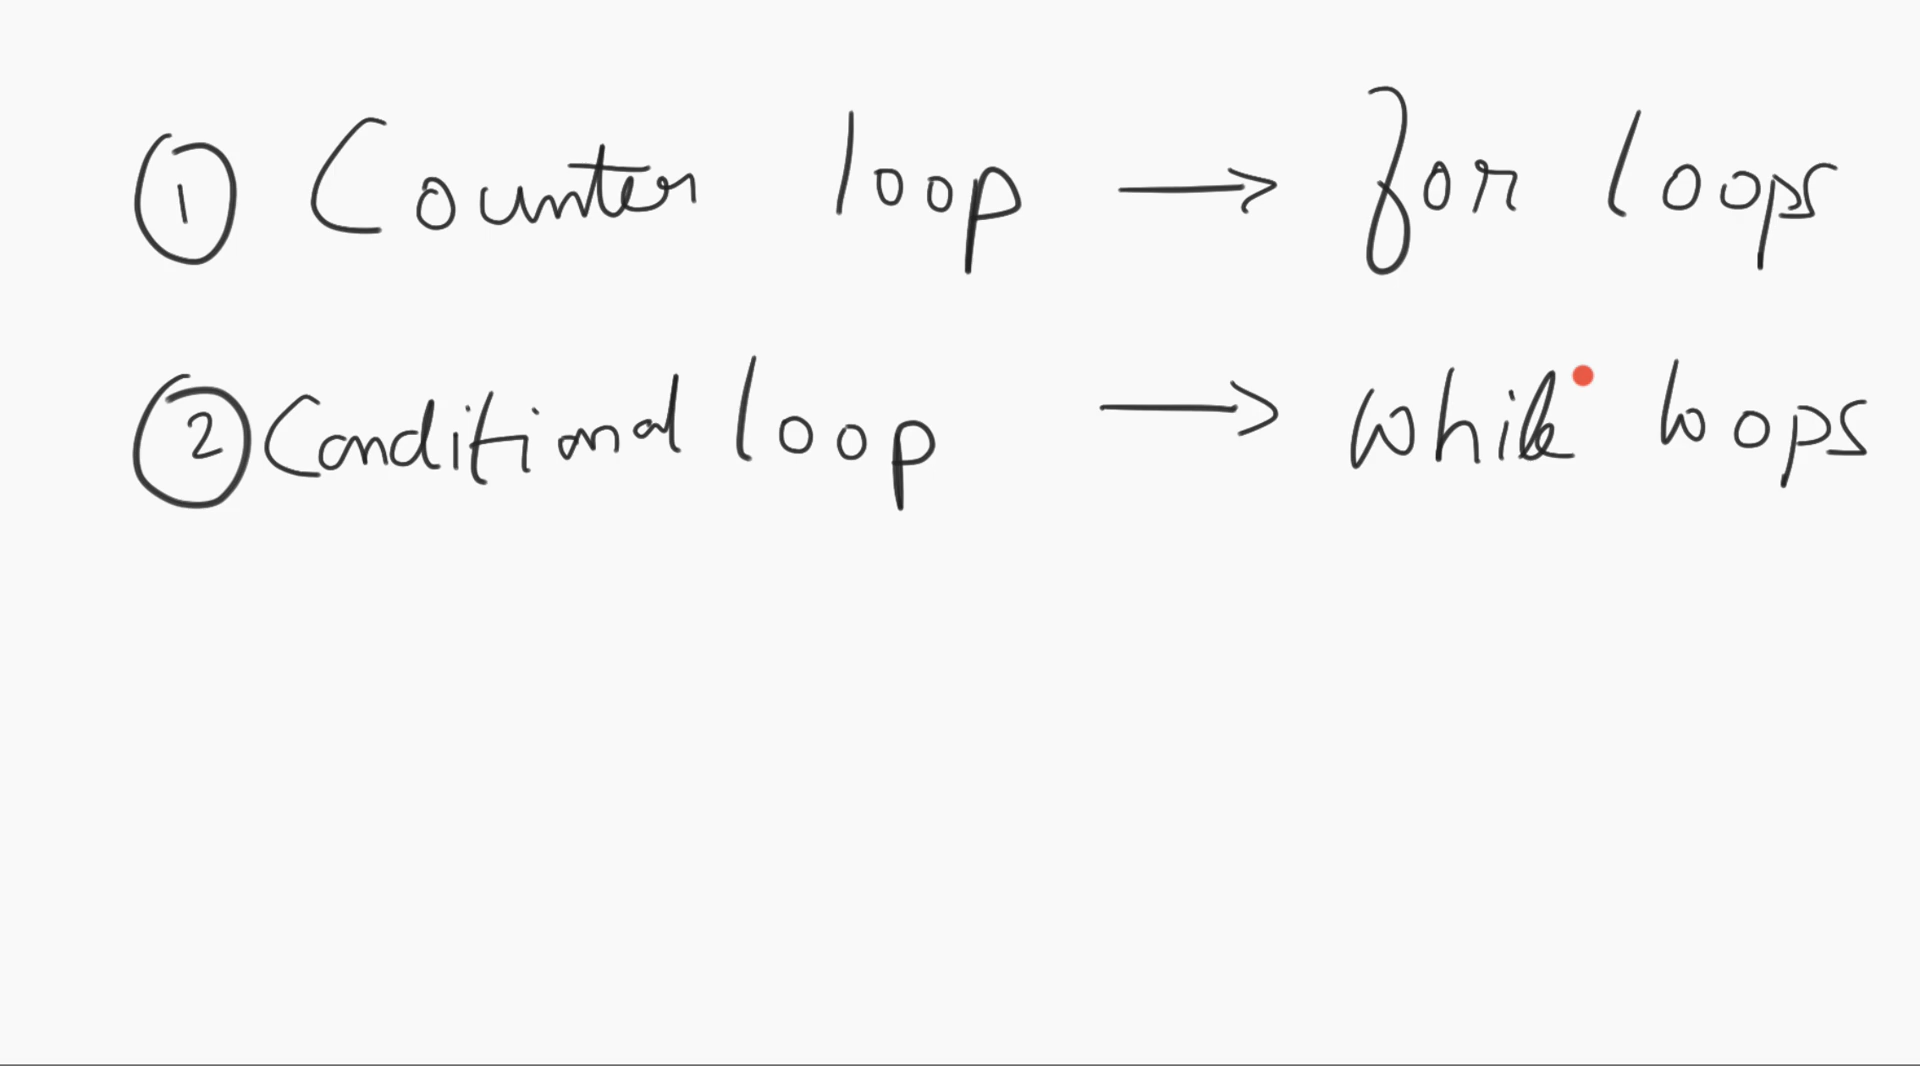 ① Counter loop → for loops
② Conditional loop → while loops